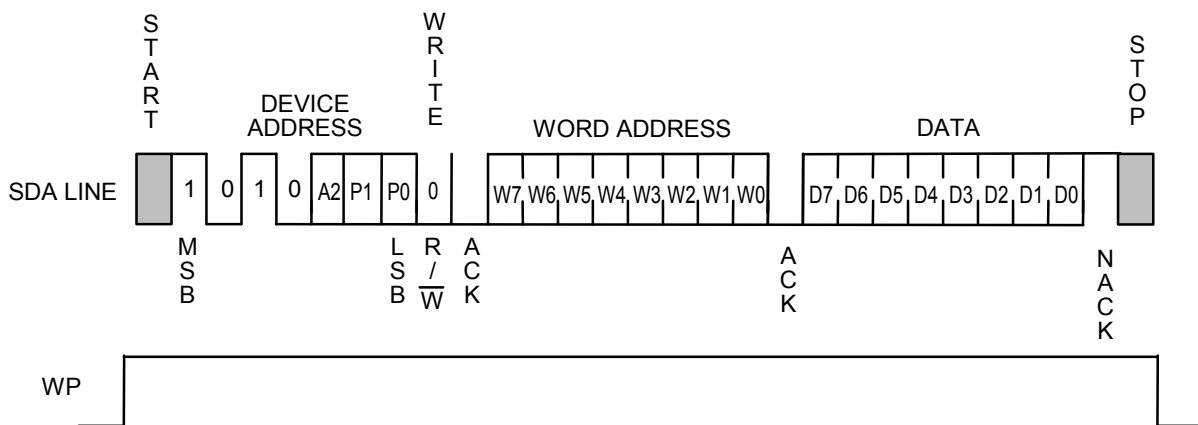 START
WRITE
STOP
DEVICE
ADDRESS
WORD ADDRESS
DATA
SDA LINE
1 0 1 0 A2 P1 P0 0 W7 W6 W5 W4 W3 W2 W1 W0 D7 D6 D5 D4 D3 D2 D1 D0
MSB
LSB
R/W
ACK
ACK
NACK
WP